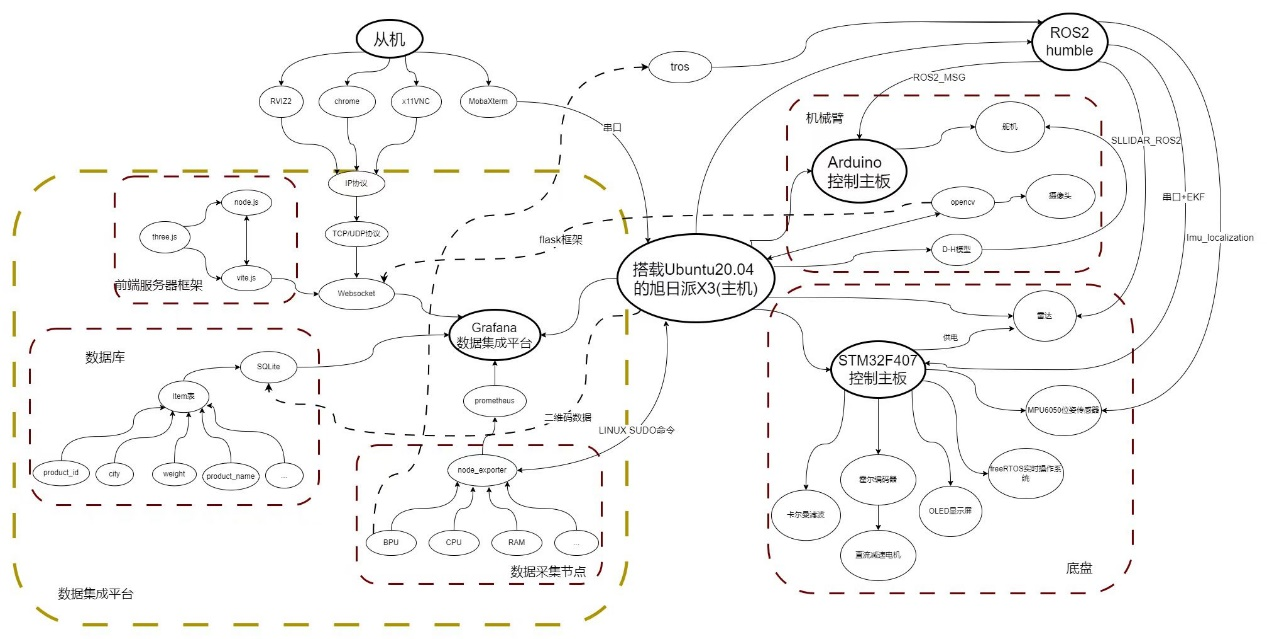 从机
ROS2
humble
tros
RVIZ2
chrome
x11VNC
MobaXterm
ROS2_MSG
机械臂
舵机
串口
SLLIDAR_ROS2
Arduino
控制主板
IP协议
node.js
opencv
摄像头
串口+EKF
three.js
TCP/UDP协议
flask框架
D-H模型
Imu_localization
vite.js
前端服务器框架
Websocket
搭载Ubuntu20.04
的旭日派X3(主机)
雷达
Grafana
数据集成平台
供电
数据库
SQLite
STM32F407
控制主板
Item表
prometheus
二维码数据
MPU6050位姿传感器
LINUX SUDO命令
product_id
city
weight
product_name
...
node_exporter
霍尔编码器
freeRTOS实时操作系
统
卡尔曼滤波
OLED显示屏
BPU
CPU
RAM
...
直流减速电机
数据采集节点
底盘
数据集成平台